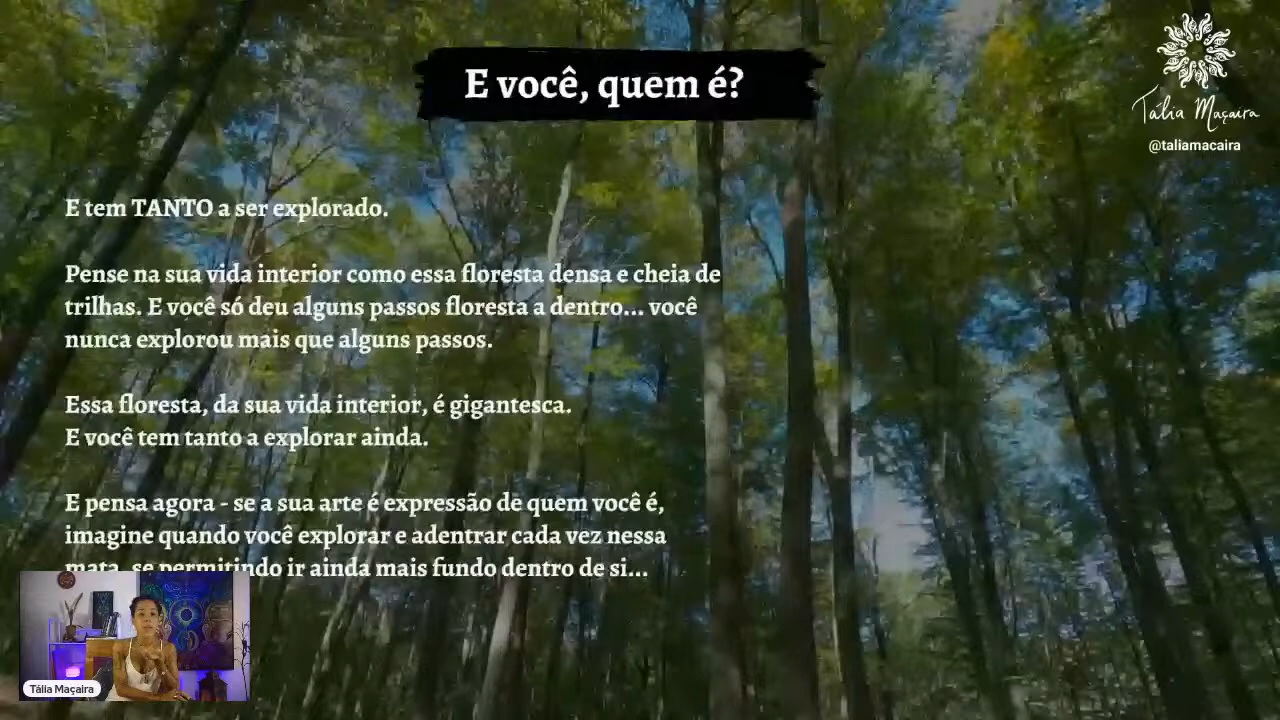 E você, quem é?
Tália Maçaira
@taliamacaira
E tem TANTO a ser explorado.
Pense na sua vida interior como essa floresta densa e cheia de
trilhas. E você só deu alguns passos floresta a dentro... você
nunca explorou mais que alguns passos.
Essa floresta, da sua vida interior, é gigantesca.
E você tem tanto a explorar ainda.
E pensa agora - se a sua arte é expressão de quem você é,
imagine quando você explorar e adentrar cada vez nessa
mata, se permitindo ir ainda mais fundo dentro de si...
Tália Maçaira